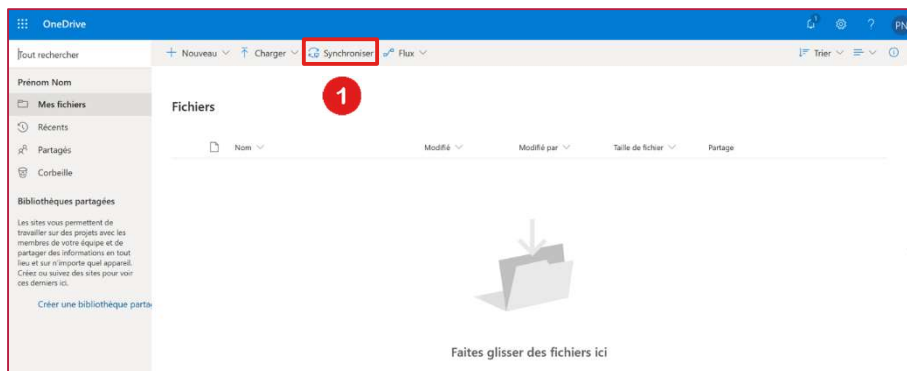 OneDrive
?
PN
Tout rechercher
Nouveau
Charger
Synchroniser
Flux
Trier
Prénom Nom
Mes fichiers
Récents
Partagés
Corbeille
Bibliothèques partagées
Les sites vous permettent de
travailler sur des projets avec les
membres de votre équipe et de
partager des informations en tout
lieu et sur n'importe quel appareil.
Créez ou suivez des sites pour voir
ces derniers ici.
Créer une bibliothèque parta
1
Fichiers
Nom
Modifié
Modifié par
Taille de fichier
Partage
Faites glisser des fichiers ici